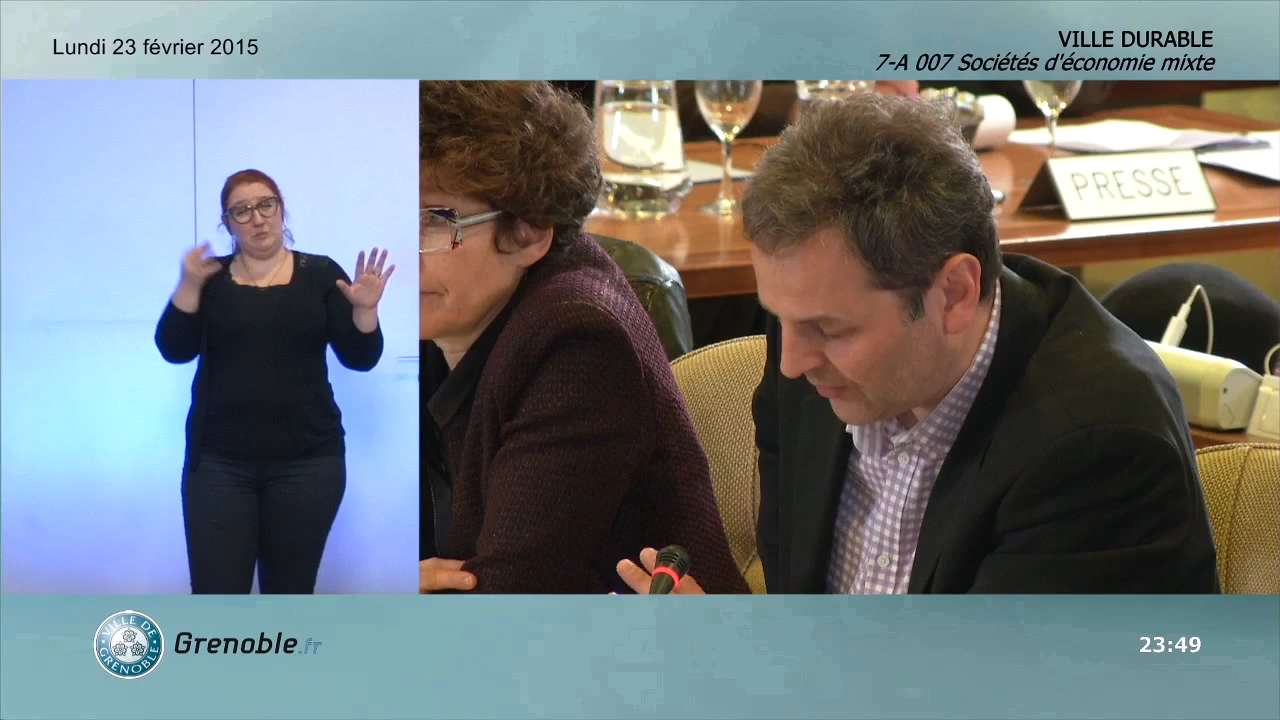 Lundi 23 février 2015
VILLE DURABLE
7-A 007 Sociétés d'économie mixte
PRESSE
VILLE DE GRENOBLE
Grenoble.fr
23:49